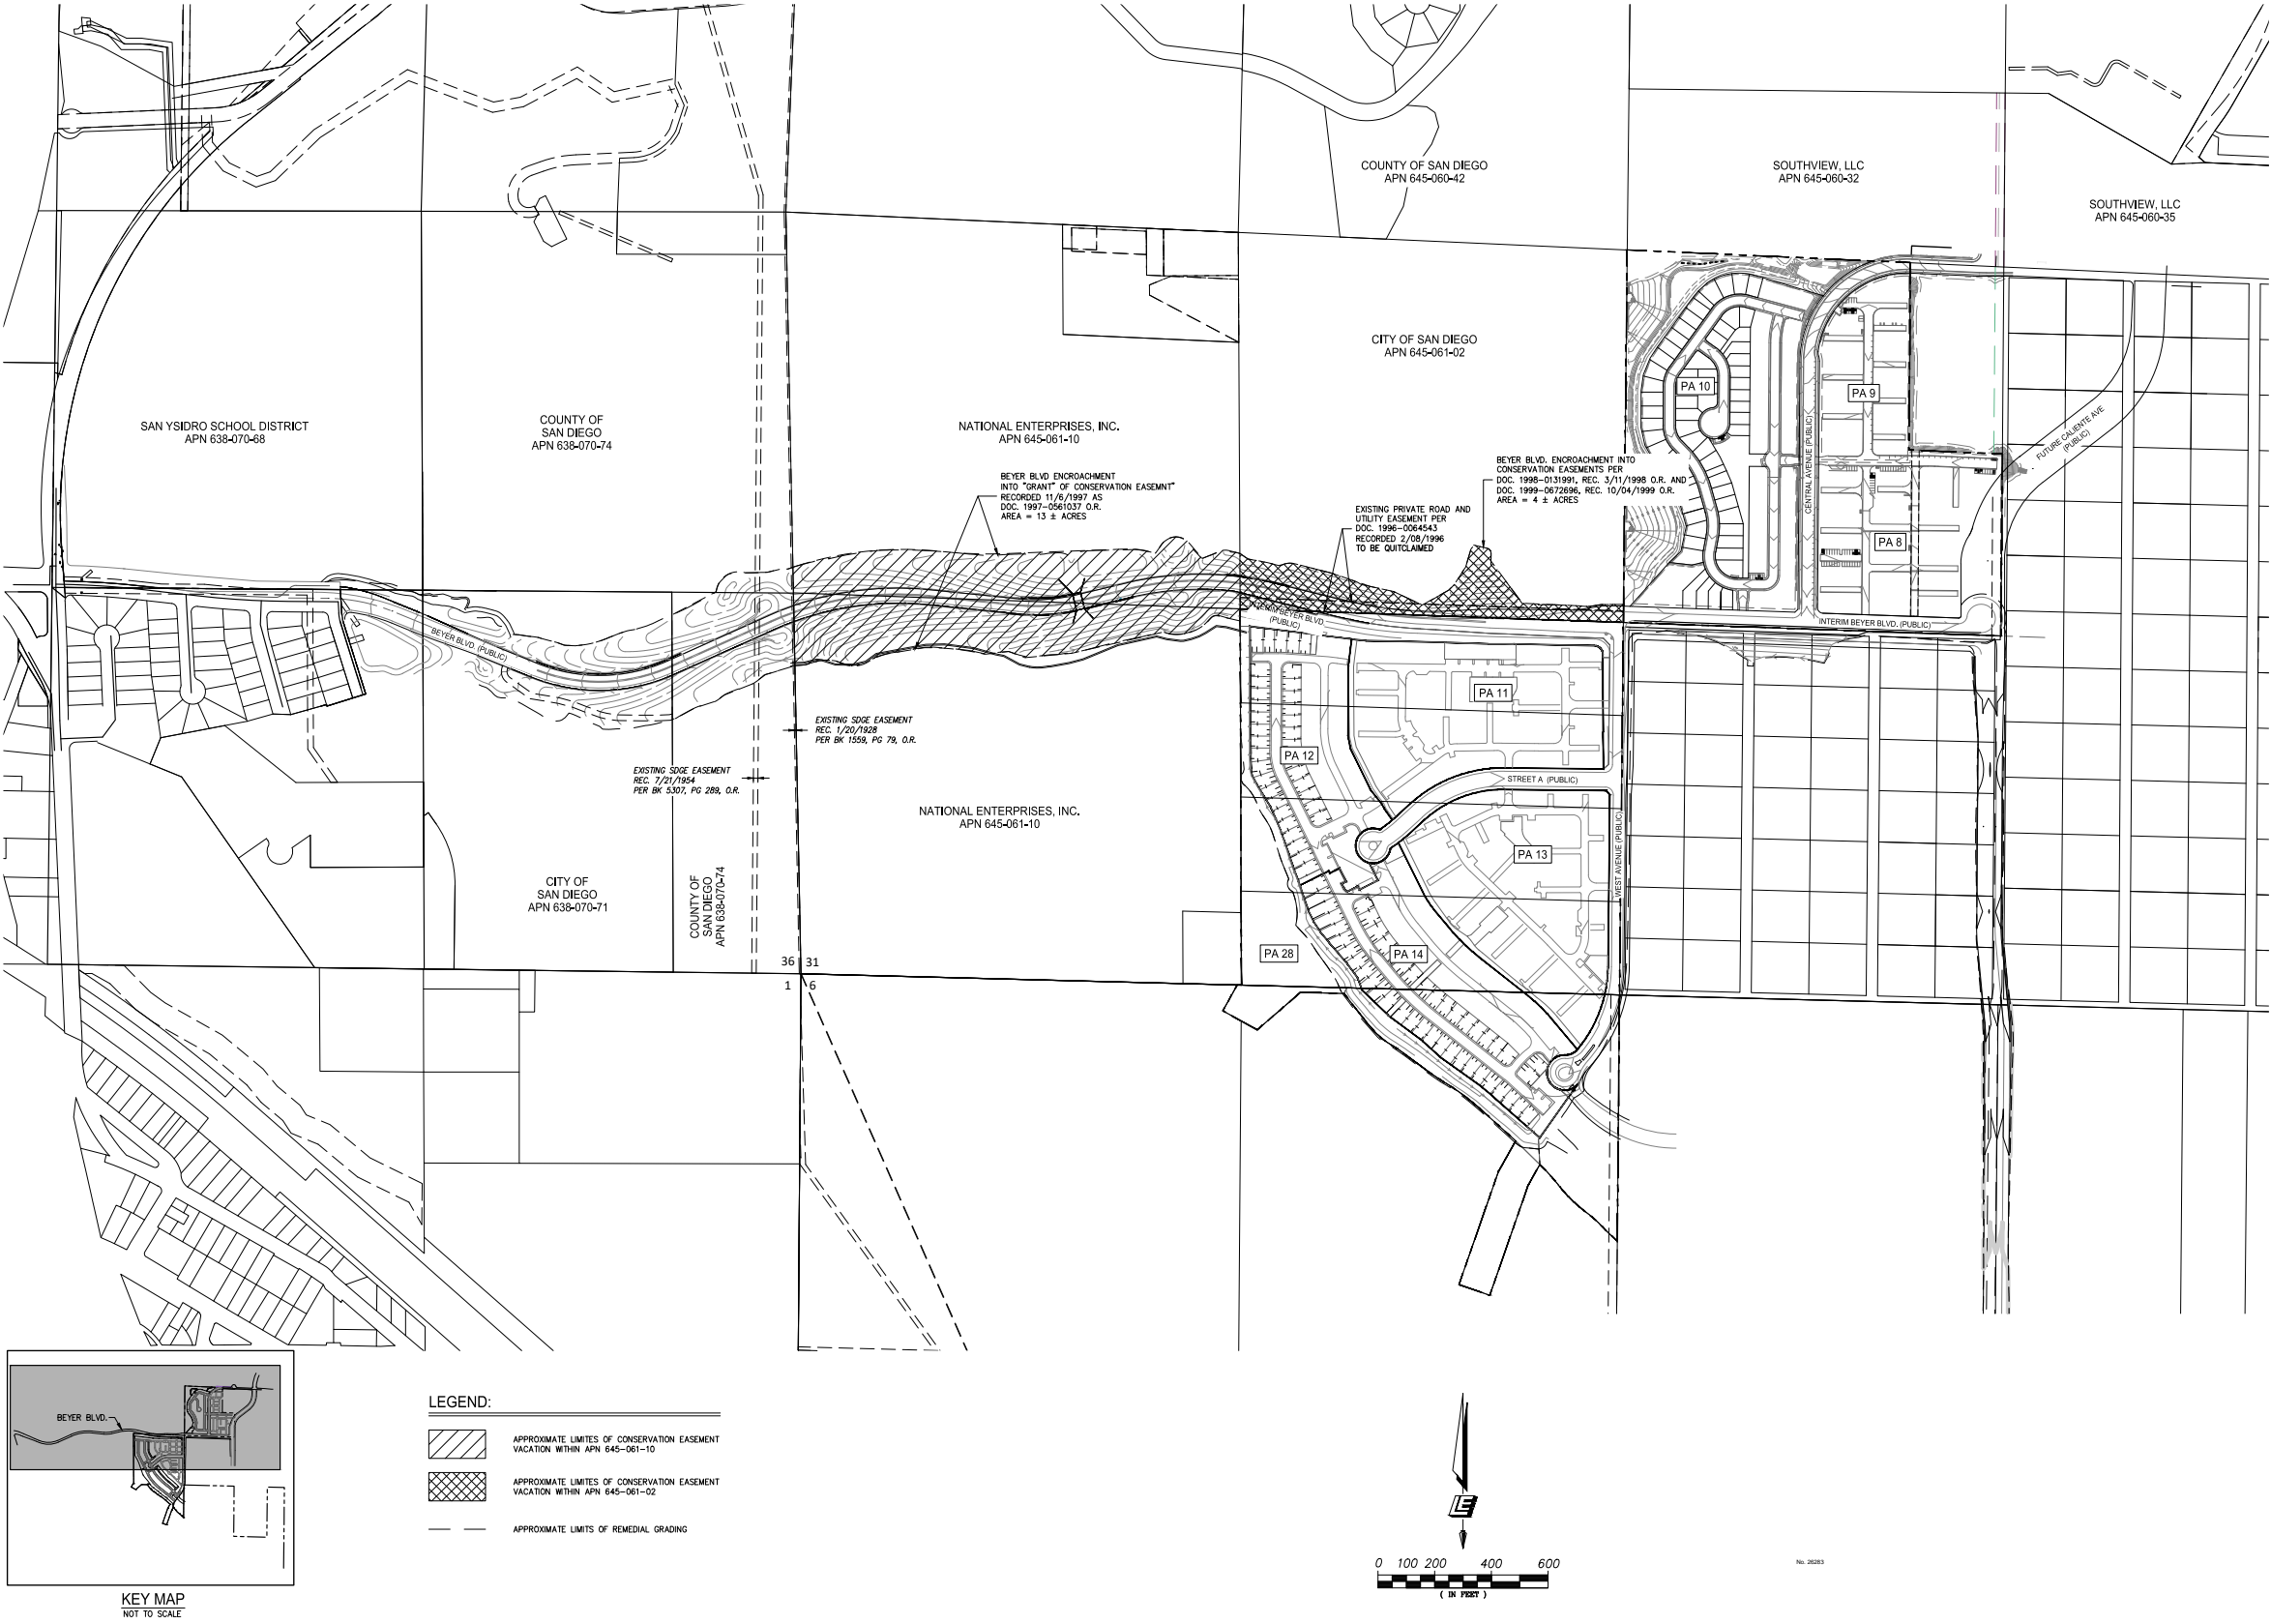 COUNTY OF SAN DIEGO
APN 645-060-42
SOUTHVIEW, LLC
APN 645-060-32
SOUTHVIEW, LLC
APN 645-060-35
CITY OF SAN DIEGO
APN 645-061-02
SAN YSIDRO SCHOOL DISTRICT
APN 638-070-68
COUNTY OF
SAN DIEGO
APN 638-070-74
NATIONAL ENTERPRISES, INC.
APN 645-061-10
PA 10
PA 9
CENTRAL AVENUE (PUBLIC)
FUTURE CALIENTE AVE
(PUBLIC)
BEYER BLVD ENCROACHMENT
INTO "GRANT" OF CONSERVATION EASEMNT"
RECORDED 11/6/1997 AS
DOC. 1997-0561037 O.R.
AREA = 13 ± ACRES
BEYER BLVD. ENCROACHMENT INTO
CONSERVATION EASEMENTS PER
DOC. 1998-0131991, REC. 3/11/1998 O.R. AND
DOC. 1999-0672696, REC. 10/04/1999 O.R.
AREA = 4 ± ACRES
EXISTING PRIVATE ROAD AND
UTILITY EASEMENT PER
DOC. 1996-0064543
RECORDED 2/08/1996
TO BE QUITCLAIMED
PA 8
BEYER BLVD. (PUBLIC)
INTERIM BEYER BLVD.
(PUBLIC)
INTERIM BEYER BLVD. (PUBLIC)
PA 11
PA 12
STREET A (PUBLIC)
WEST AVENUE (PUBLIC)
PA 13
EXISTING SDGE EASEMENT
REC. 1/20/1928
PER BK 1559, PG 79, O.R.
EXISTING SDGE EASEMENT
REC. 7/21/1954
PER BK 5307, PG 289, O.R.
NATIONAL ENTERPRISES, INC.
APN 645-061-10
CITY OF
SAN DIEGO
APN 638-070-71
COUNTY OF
SAN DIEGO
APN 638-070-74
PA 28
PA 14
36 31
1 6
BEYER BLVD.
KEY MAP
NOT TO SCALE
LEGEND:
APPROXIMATE LIMITES OF CONSERVATION EASEMENT
VACATION WITHIN APN 645-061-10
APPROXIMATE LIMITES OF CONSERVATION EASEMENT
VACATION WITHIN APN 645-061-02
APPROXIMATE LIMITS OF REMEDIAL GRADING
LE
0 100 200 400 600
( IN FEET )
No. 26283